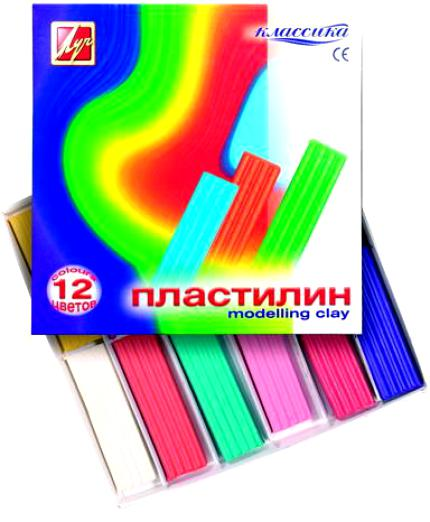 Луч
классика
CE
colours
12
цветов
пластилин
modelling clay